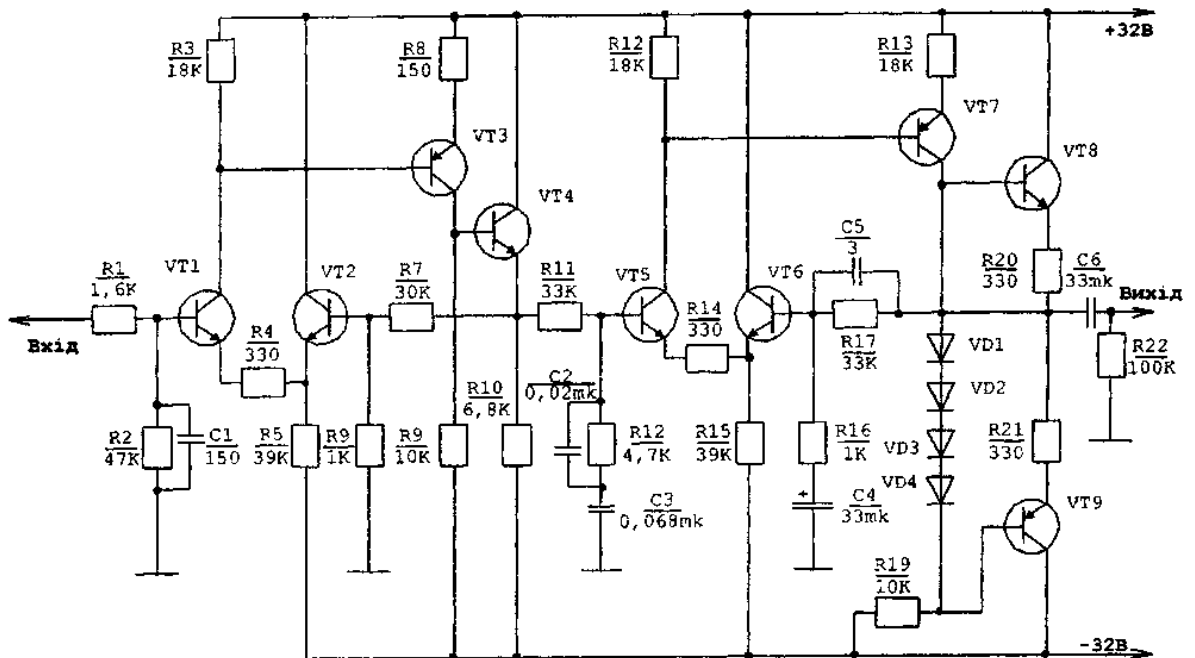 +32В
R3
18K
R8
150
R12
18K
R13
18K
VT3
VT7
VT8
VT4
C5
3
R1
1,6K
VT1
VT2
R7
30K
R11
33K
VT5
VT6
R20
330
C6
33mk
Вихід
Вхід
R4
330
R14
330
R17
33K
VD1
R22
100K
C2
0,02mk
R10
6,8K
VD2
R2
47K
C1
150
R5
39K
R9
1K
R9
10K
R12
4,7K
R15
39K
R16
1K
VD3
R21
330
VD4
+
C3
0,068mk
C4
33mk
VT9
R19
10K
-32В